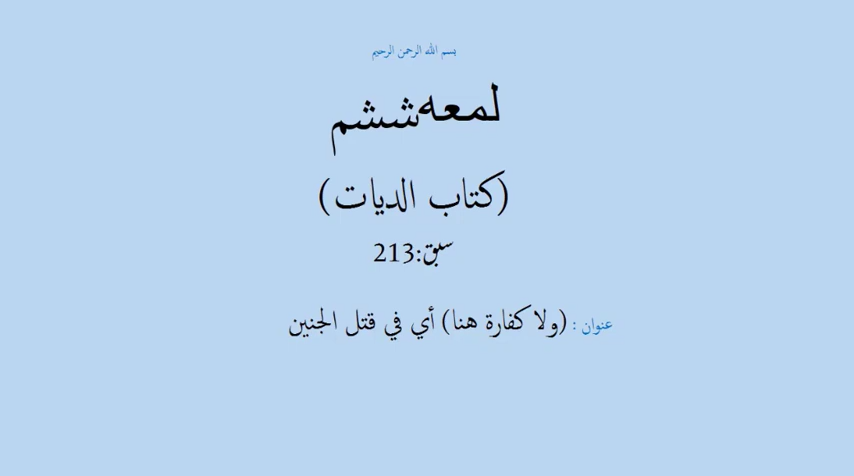 بسم الله الرحمن الرحيم
لمعه ششم
(كتاب الديات)
سبق:213
عنوان : (ولا كفارة هنا) أي في قتل الجنين